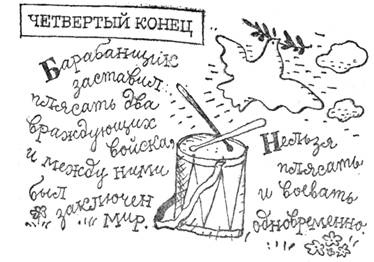 ЧЕТВЕРТЫЙ КОНЕЦ
Барабанщик
заставил
плясать два
враждующих
войска,
и между ними
был заключен
мир.
Нельзя
плясать
и воевать
одновременно.